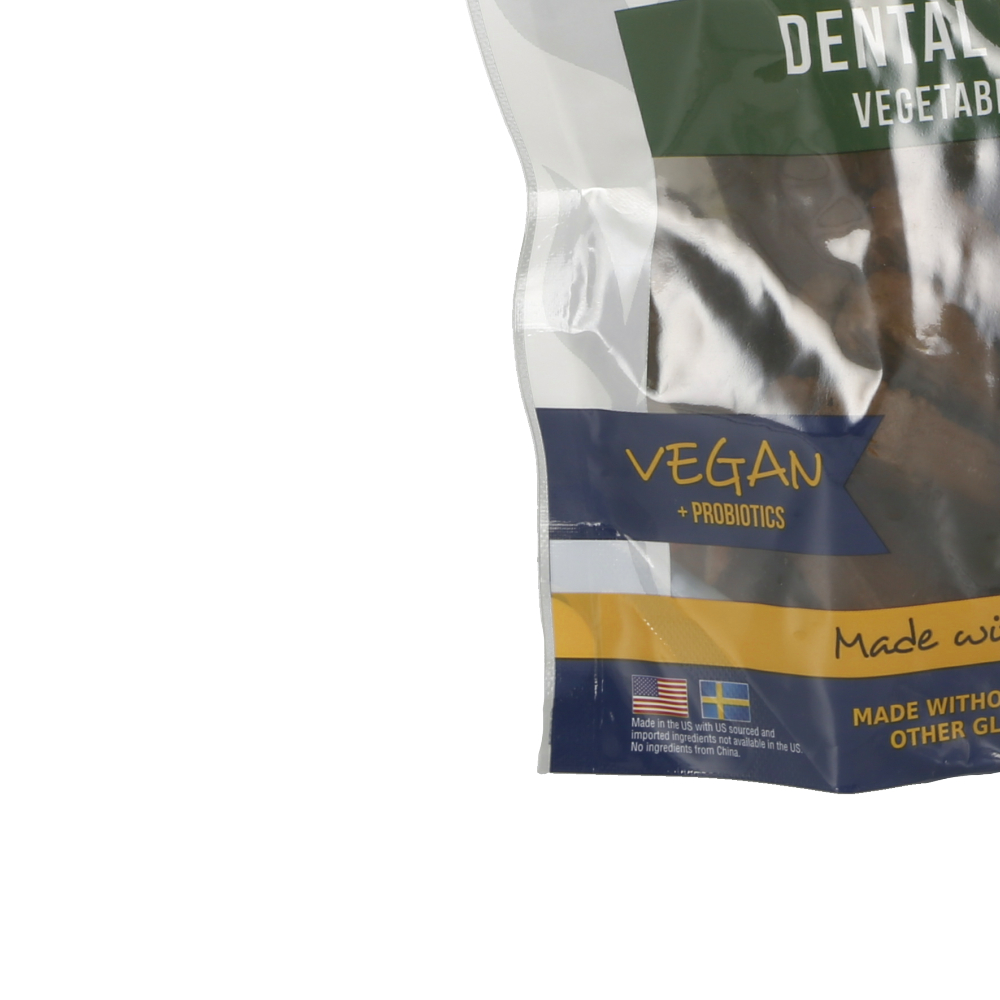 DENTAL
VEGETAB
VEGAN
+ PROBIOTICS
Made wi
MADE WITHO
OTHER GL
Made in the US with US sourced and
imported ingredients not available in the US.
No ingredients from China.